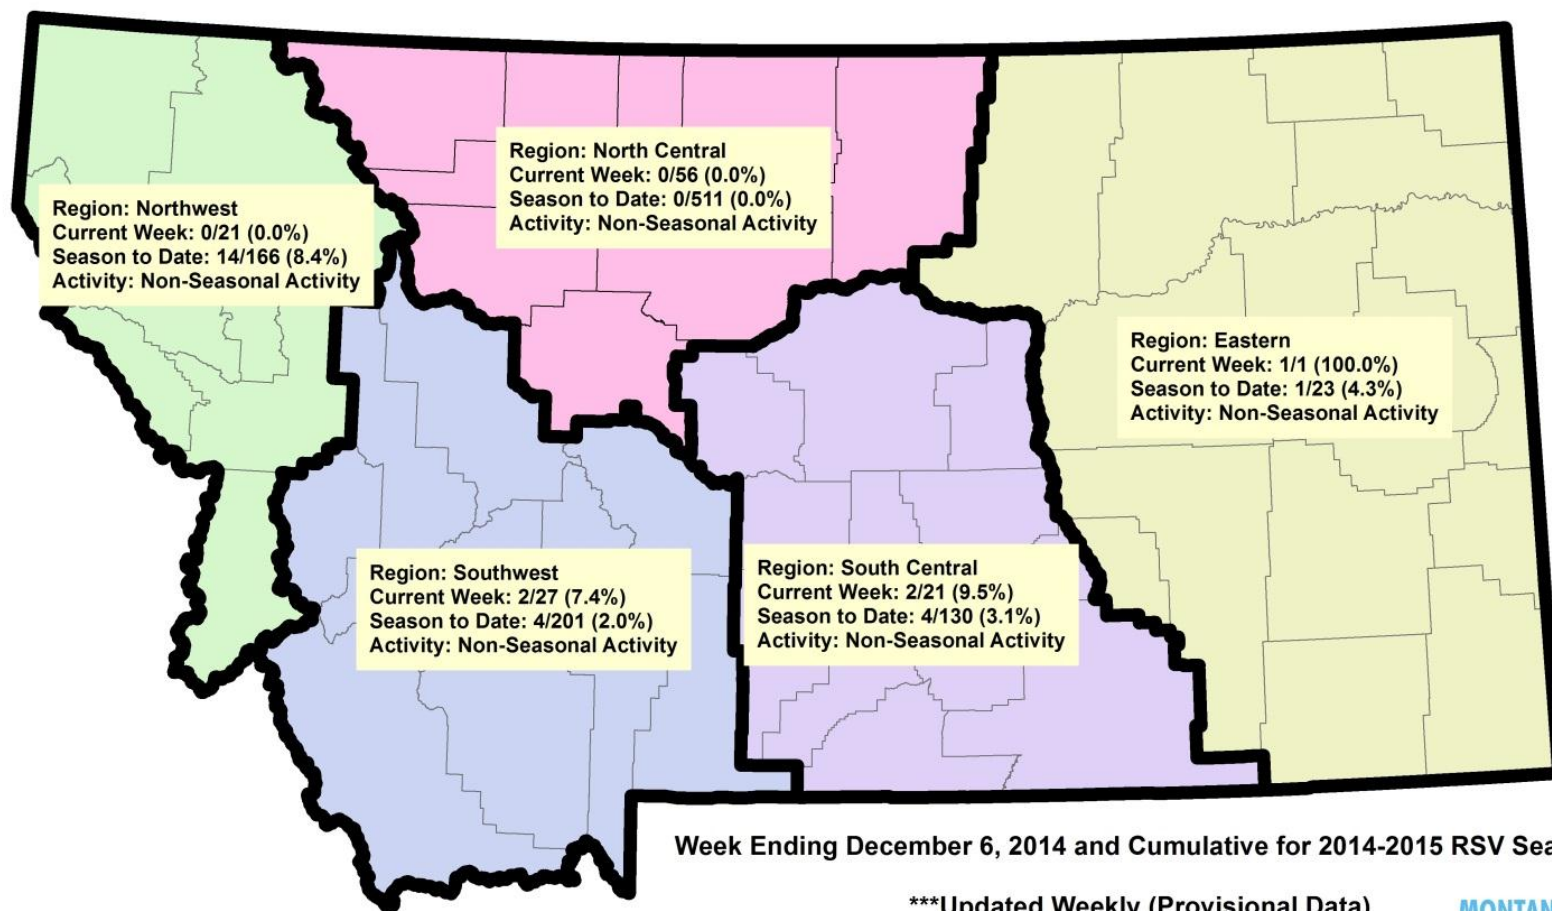 Region: North Central
Current Week: 0/56 (0.0%)
Season to Date: 0/511 (0.0%)
Activity: Non-Seasonal Activity
Region: Northwest
Current Week: 0/21 (0.0%)
Season to Date: 14/166 (8.4%)
Activity: Non-Seasonal Activity
Region: Eastern
Current Week: 1/1 (100.0%)
Season to Date: 1/23 (4.3%)
Activity: Non-Seasonal Activity
Region: Southwest
Current Week: 2/27 (7.4%)
Season to Date: 4/201 (2.0%)
Activity: Non-Seasonal Activity
Region: South Central
Current Week: 2/21 (9.5%)
Season to Date: 4/130 (3.1%)
Activity: Non-Seasonal Activity
Week Ending December 6, 2014 and Cumulative for 2014-2015 RSV Sea
***Updated Weekly (Provisional Data)